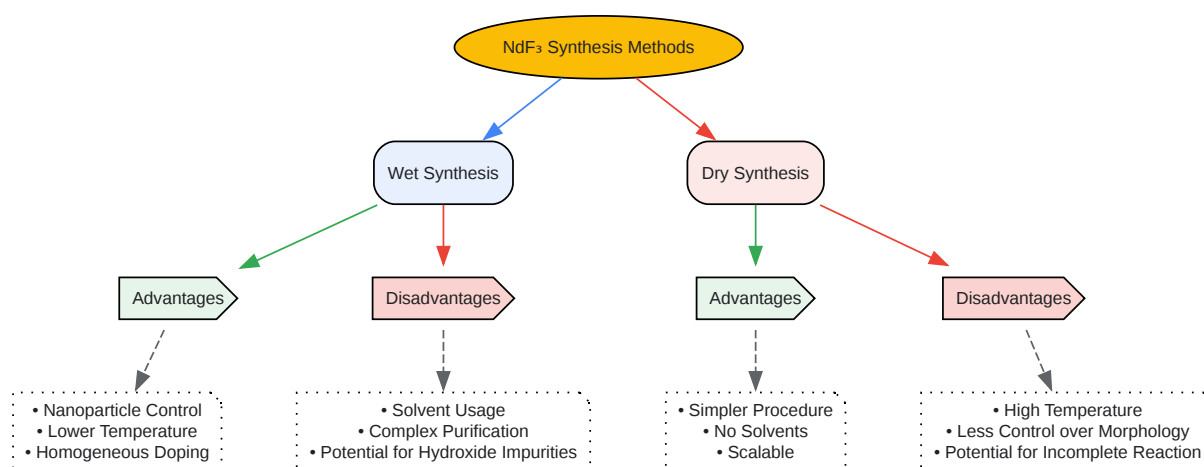 NdF₃ Synthesis Methods
Wet Synthesis
Dry Synthesis
Advantages
Disadvantages
Advantages
Disadvantages
• Nanoparticle Control
• Lower Temperature
• Homogeneous Doping
• Solvent Usage
• Complex Purification
• Potential for Hydroxide Impurities
• Simpler Procedure
• No Solvents
• Scalable
• High Temperature
• Less Control over Morphology
• Potential for Incomplete Reaction